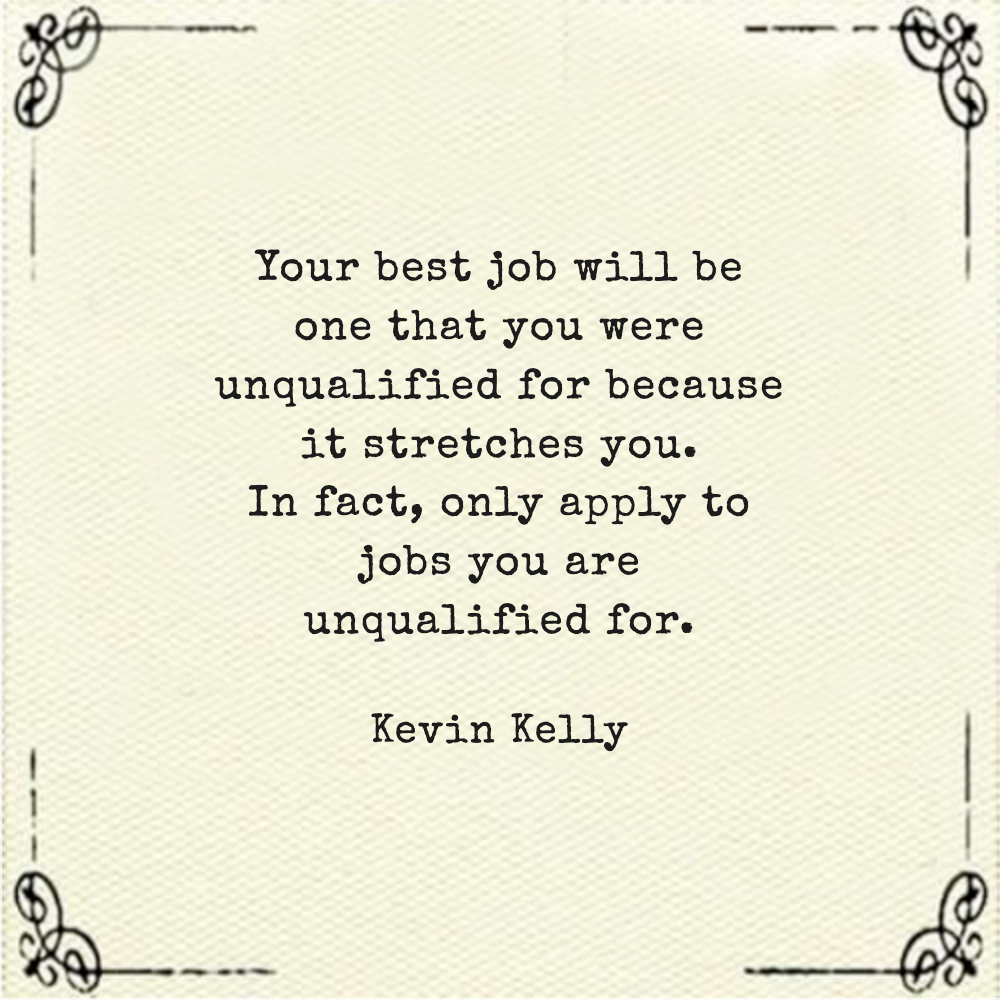 Your best job will be
one that you were
unqualified for because
it stretches you.
In fact, only apply to
jobs you are
unqualified for.
Kevin Kelly